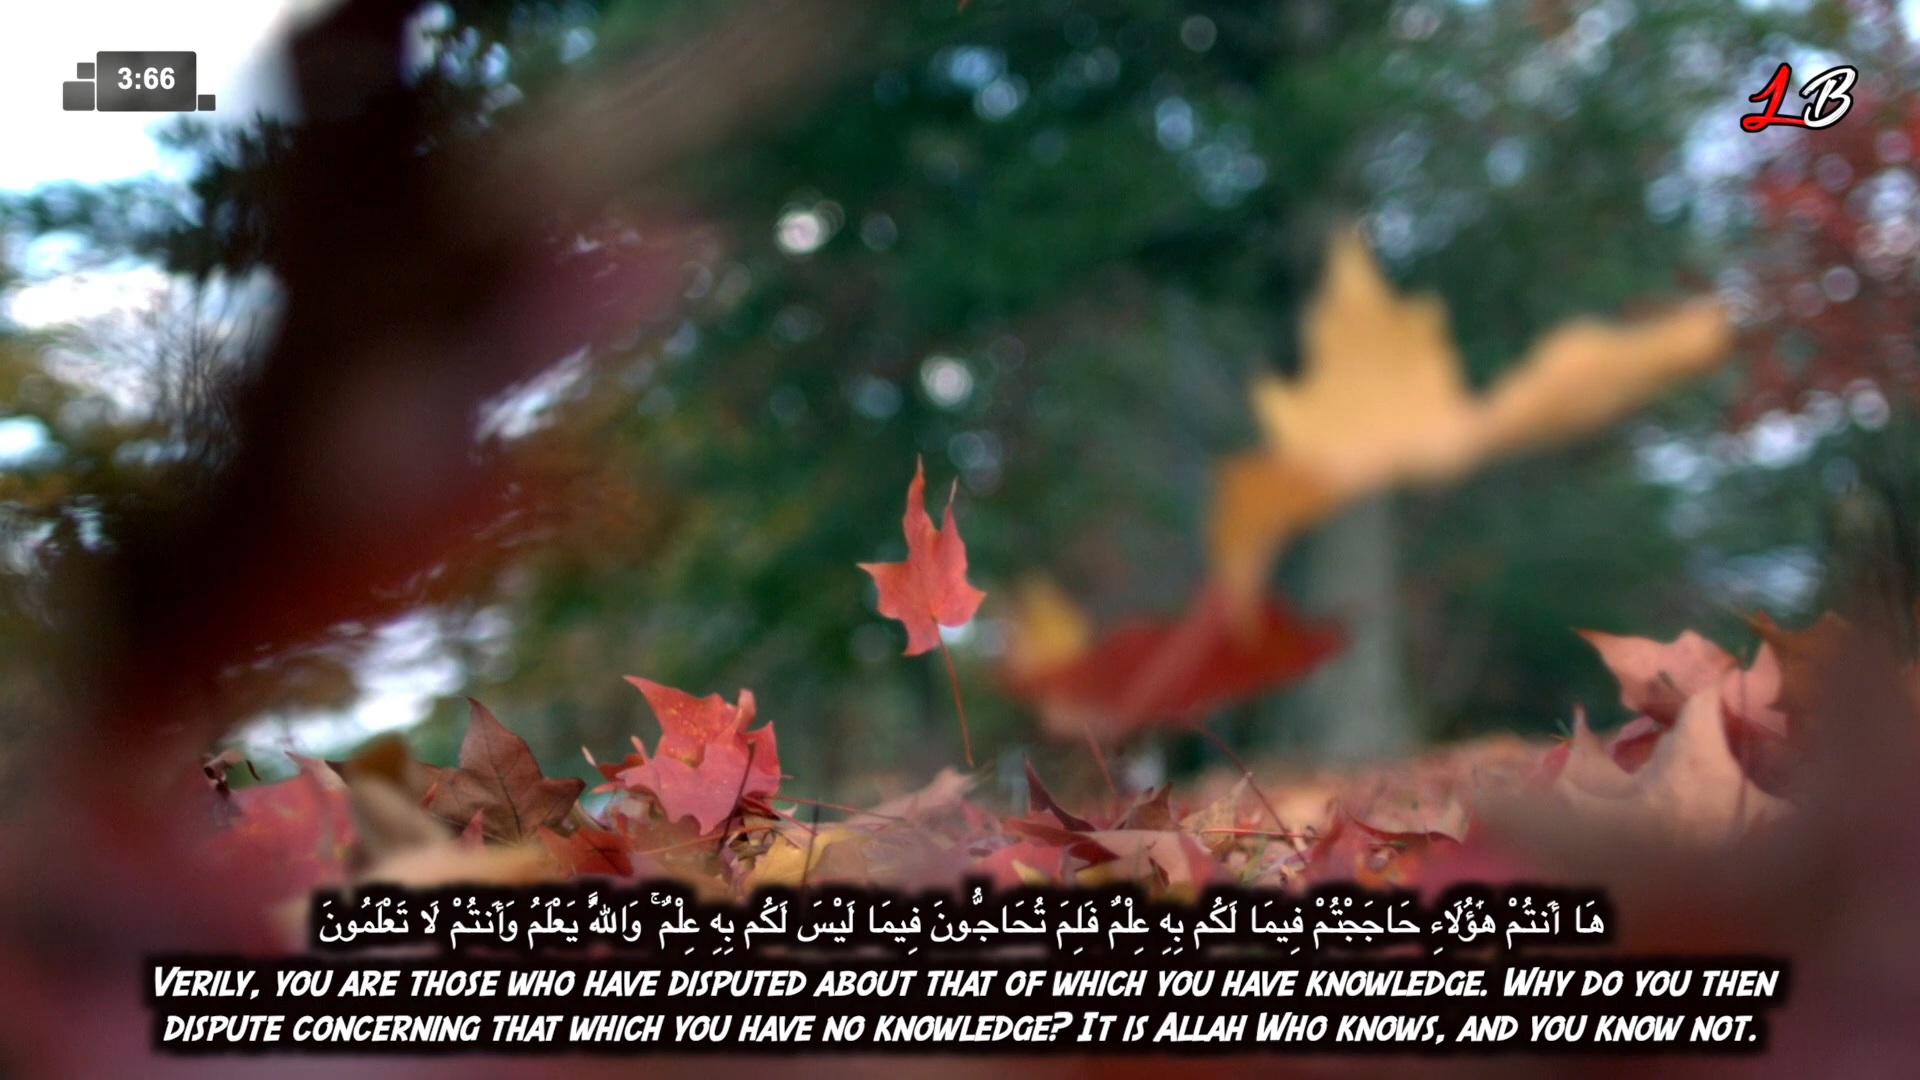 3:66
LB
هَا أَنتُمْ هَٰؤُلَاءِ حَاجَجْتُمْ فِيمَا لَكُم بِهِ عِلْمٌ فَلِمَ تُحَاجُّونَ فِيمَا لَيْسَ لَكُم بِهِ عِلْمٌ ۚ وَاللَّهُ يَعْلَمُ وَأَنتُمْ لَا تَعْلَمُونَ
VERILY, YOU ARE THOSE WHO HAVE DISPUTED ABOUT THAT OF WHICH YOU HAVE KNOWLEDGE. WHY DO YOU THEN
DISPUTE CONCERNING THAT WHICH YOU HAVE NO KNOWLEDGE? IT IS ALLAH WHO KNOWS, AND YOU KNOW NOT.